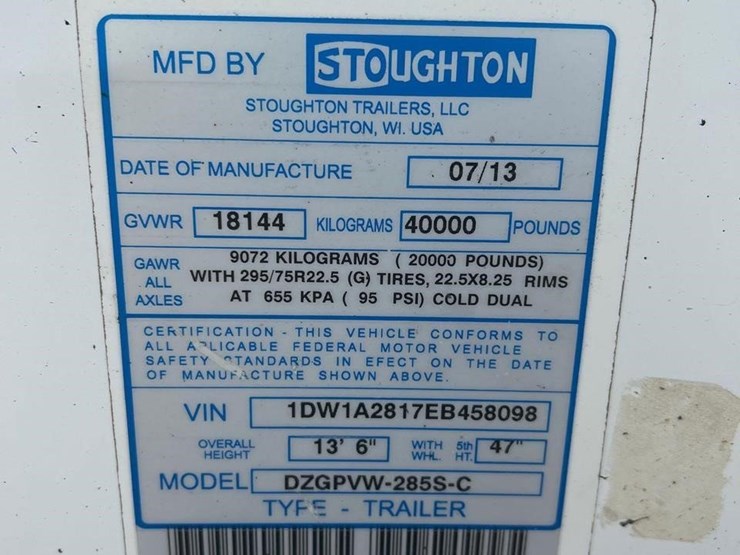 MFD BY STOUGHTON
STOUGHTON TRAILERS, LLC
STOUGHTON, WI. USA
DATE OF MANUFACTURE 07/13
GVWR 18144 KILOGRAMS 40000 POUNDS
GAWR 9072 KILOGRAMS ( 20000 POUNDS)
ALL WITH 295/75R22.5 (G) TIRES, 22.5X8.25 RIMS
AXLES AT 655 KPA ( 95 PSI) COLD DUAL
CERTIFICATION - THIS VEHICLE CONFORMS TO
ALL APLICABLE FEDERAL MOTOR VEHICLE
SAFETY STANDARDS IN EFECT ON THE DATE
OF MANUFACTURE SHOWN ABOVE.
VIN 1DW1A2817EB458098
OVERALL HEIGHT 13' 6" WITH 5th WHL. HT. 47"
MODEL DZGPVW-285S-C
TYPE - TRAILER